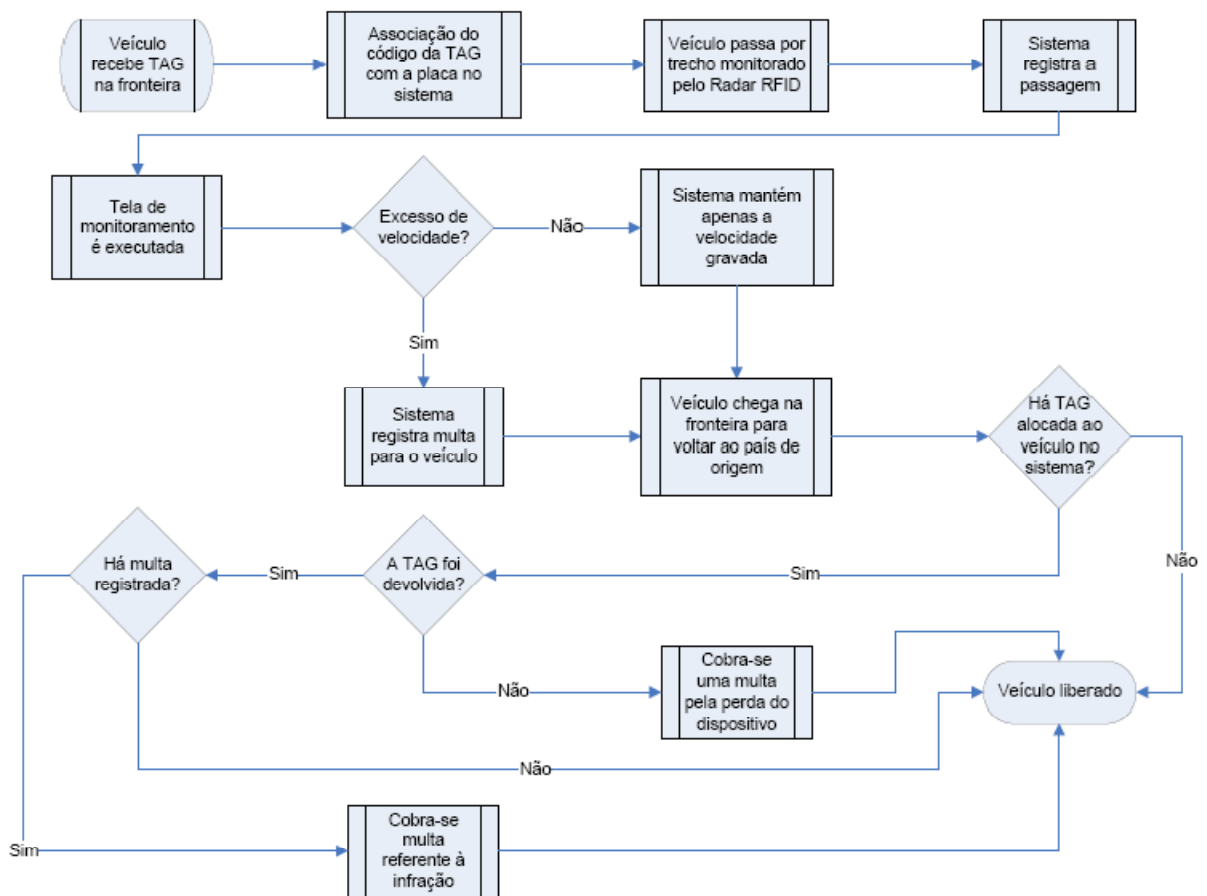 Veículo
recebe TAG
na fronteira
Associação do
código da TAG
com a placa no
sistema
Veículo passa por
trecho monitorado
pelo Radar RFID
Sistema
registra a
passagem
Tela de
monitoramento
é executada
Excesso de
velocidade?
Não
Sistema mantém
apenas a
velocidade
gravada
Sim
Sistema
registra multa
para o veículo
Veículo chega na
fronteira para
voltar ao país de
origem
Há TAG
alocada ao
veículo no
sistema?
Não
Sim
A TAG foi
devolvida?
Sim
Há multa
registrada?
Não
Cobra-se
uma multa
pela perda do
dispositivo
Veículo liberado
Não
Sim
Cobra-se
multa
referente à
infração